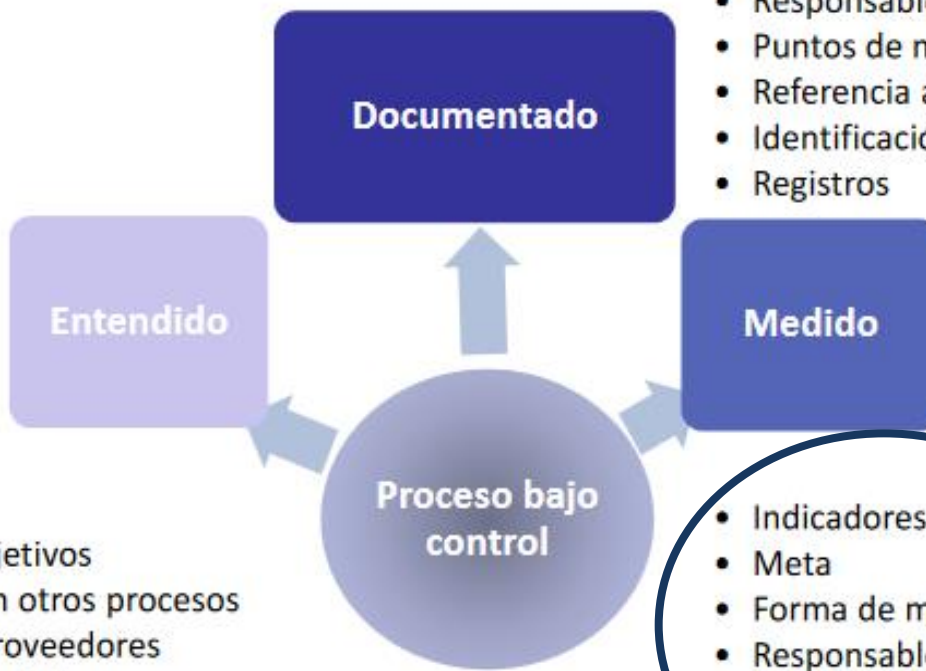 Documentado
• Puntos de
• Referencia
• Registros
Entendido
Medido
Proceso bajo
control
otros procesos
• Indicadores
• Meta
• Forma de